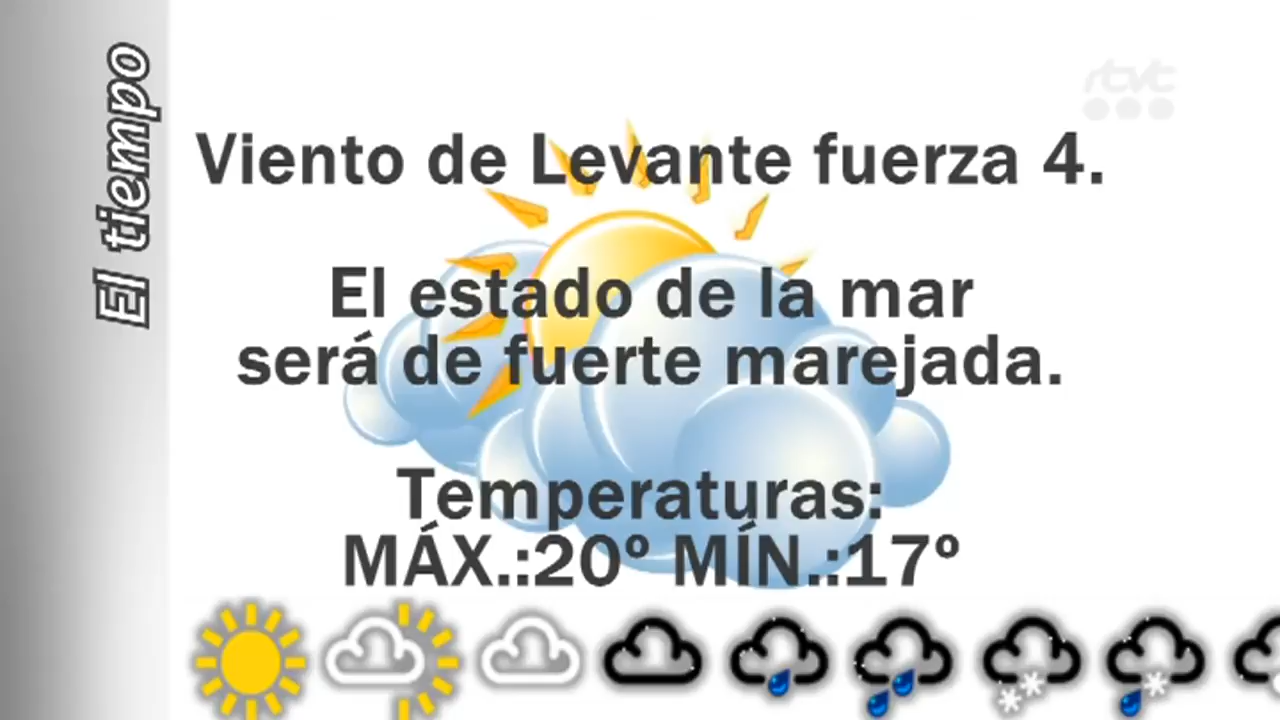 El tiempo
rtvc
Viento de Levante fuerza 4.
El estado de la mar
será de fuerte marejada.
Temperaturas:
MÁX.:20º MÍN.:17º